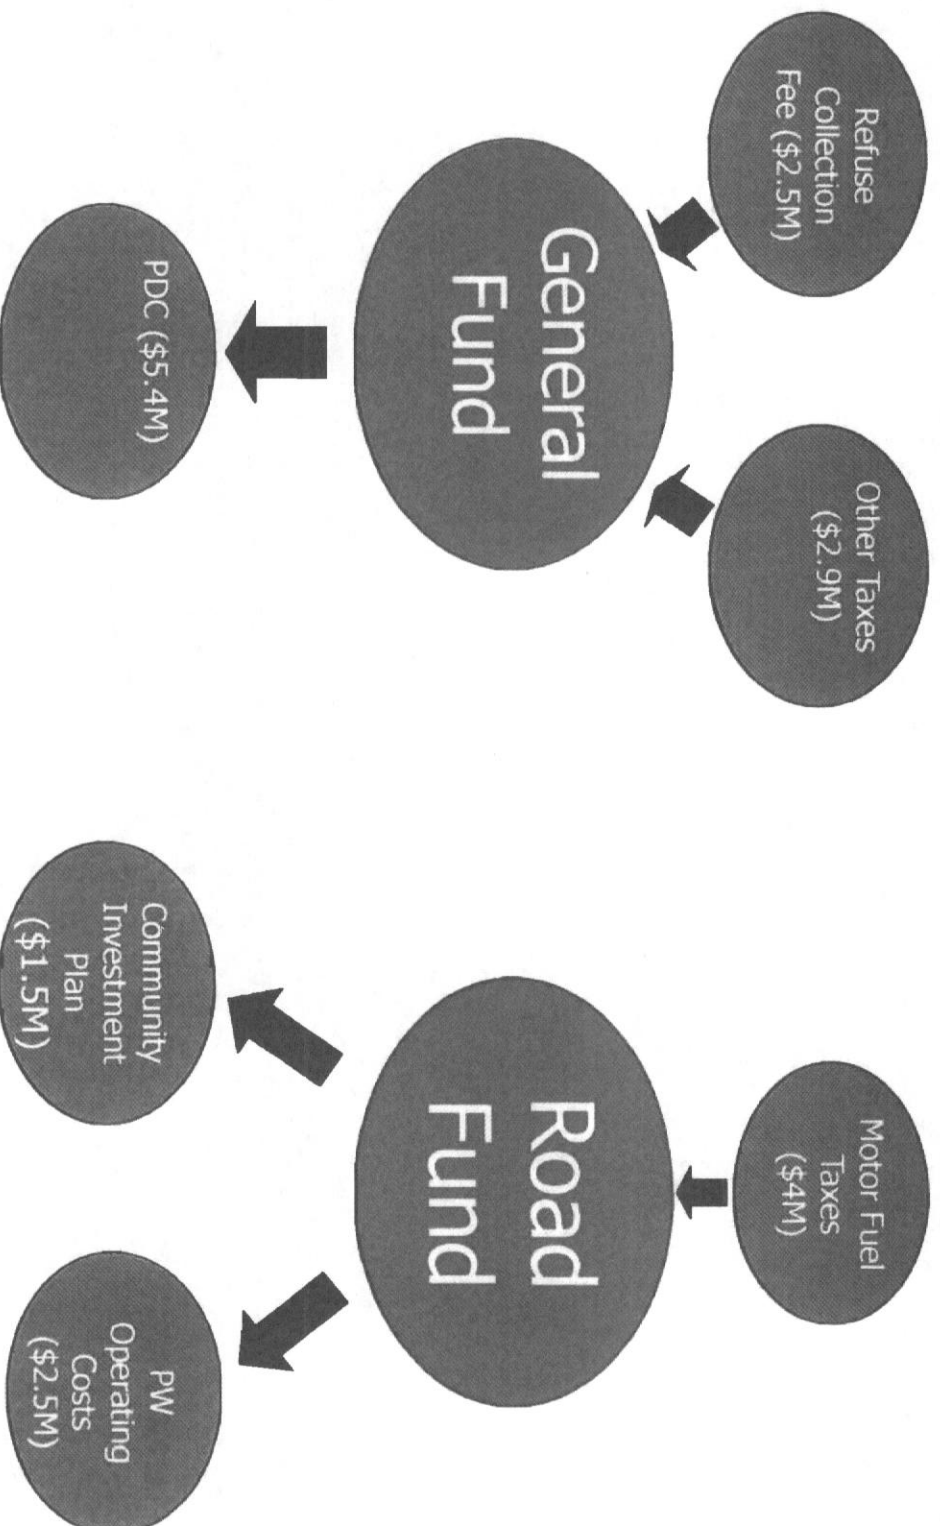 Refuse
Collection
Fee ($2.5M)
Other Taxes
($2.9M)
General
Fund
PDC ($5.4M)
Motor Fuel
Taxes
($4M)
Road
Fund
Community
Investment
Plan
($1.5M)
PW
Operating
Costs
($2.5M)